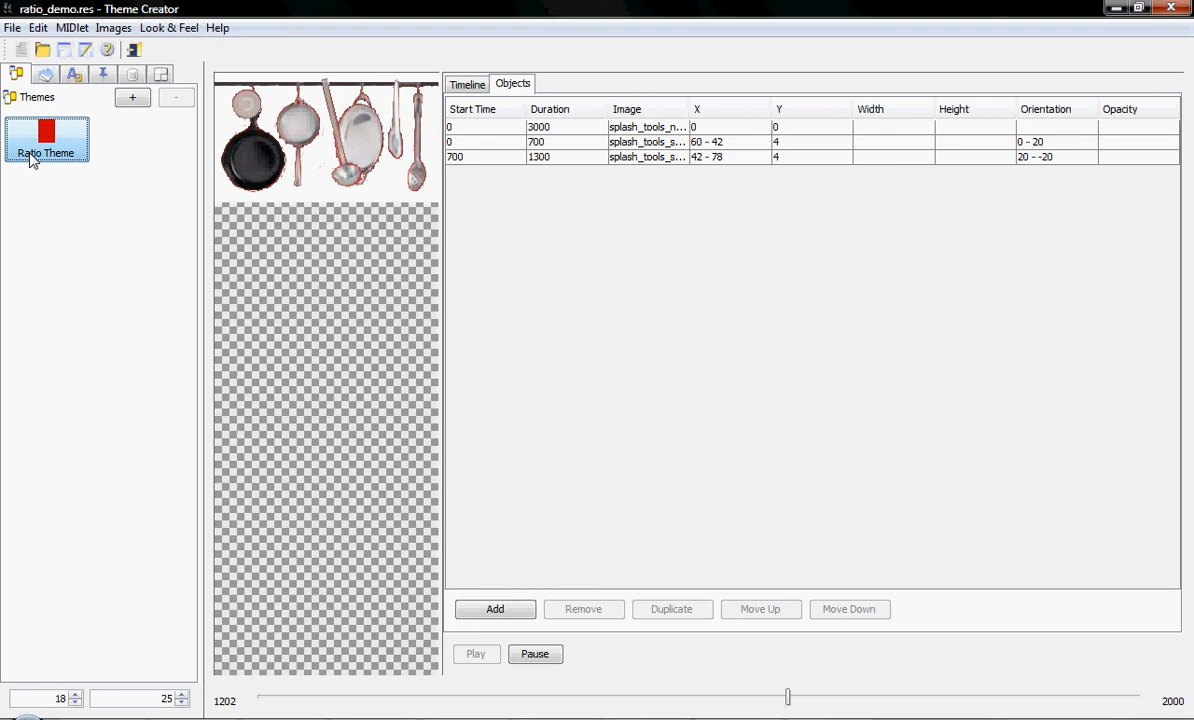 ratio_demo.res - Theme Creator
File Edit MIDlet Images Look & Feel Help
Themes + -
Ratio Theme
Timeline Objects
Start Time Duration Image X Y Width Height Orientation Opacity
0 3000 splash_tools_n... 0 0
0 700 splash_tools_s... 60 - 42 4 0 - 20
700 1300 splash_tools_s... 42 - 78 4 20 - -20
Add Remove Duplicate Move Up Move Down
Play Pause
18 25 1202 2000